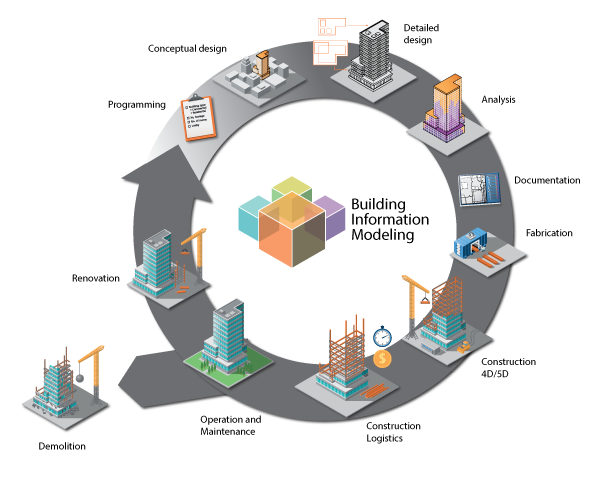 Detailed
design
Conceptual design
Programming
Analysis
Documentation
Building
Information
Modeling
Fabrication
Renovation
Construction
4D/5D
Operation and
Maintenance
Construction
Logistics
Demolition
$